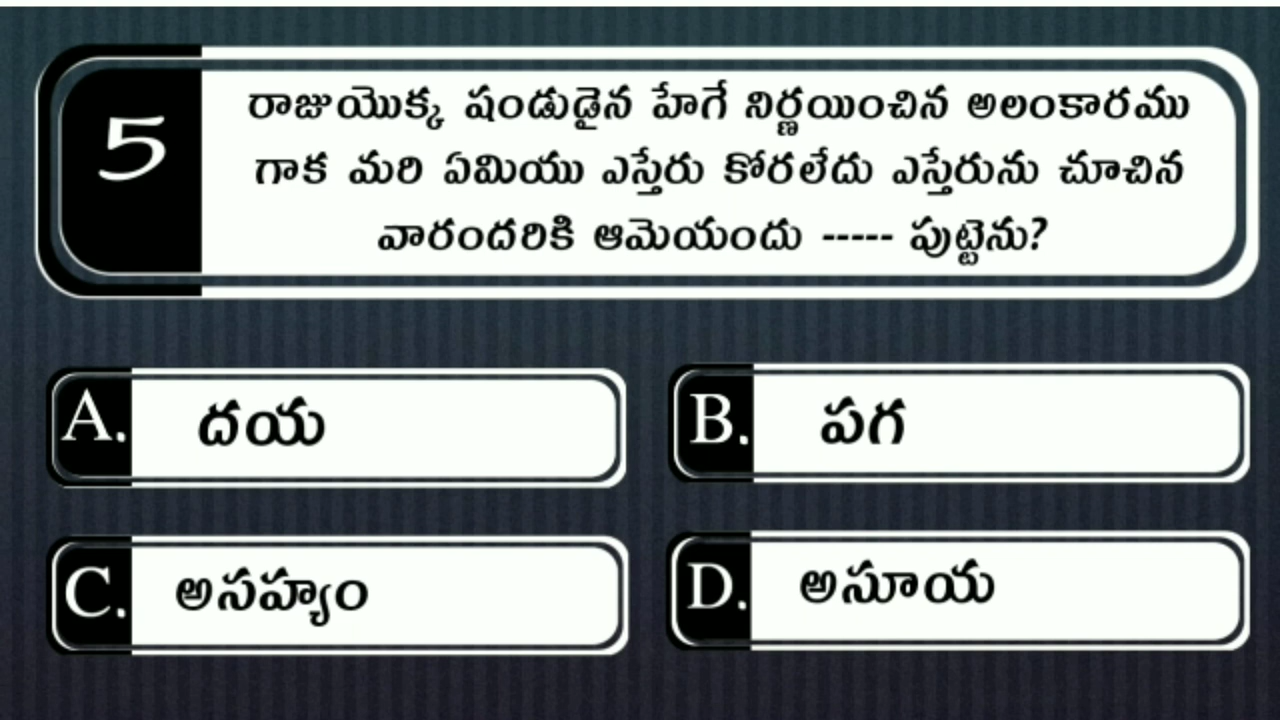 5
రాజుయొక్క షండుడైన హేగే నిర్ణయించిన అలంకారము
గాక మరి ఏమియు ఎస్తేరు కోరలేదు ఎస్తేరును చూచిన
వారందరికి ఆమెయందు ----- పుట్టెను?
A. దయ
B. పగ
C. అసహ్యం
D. అసూయ